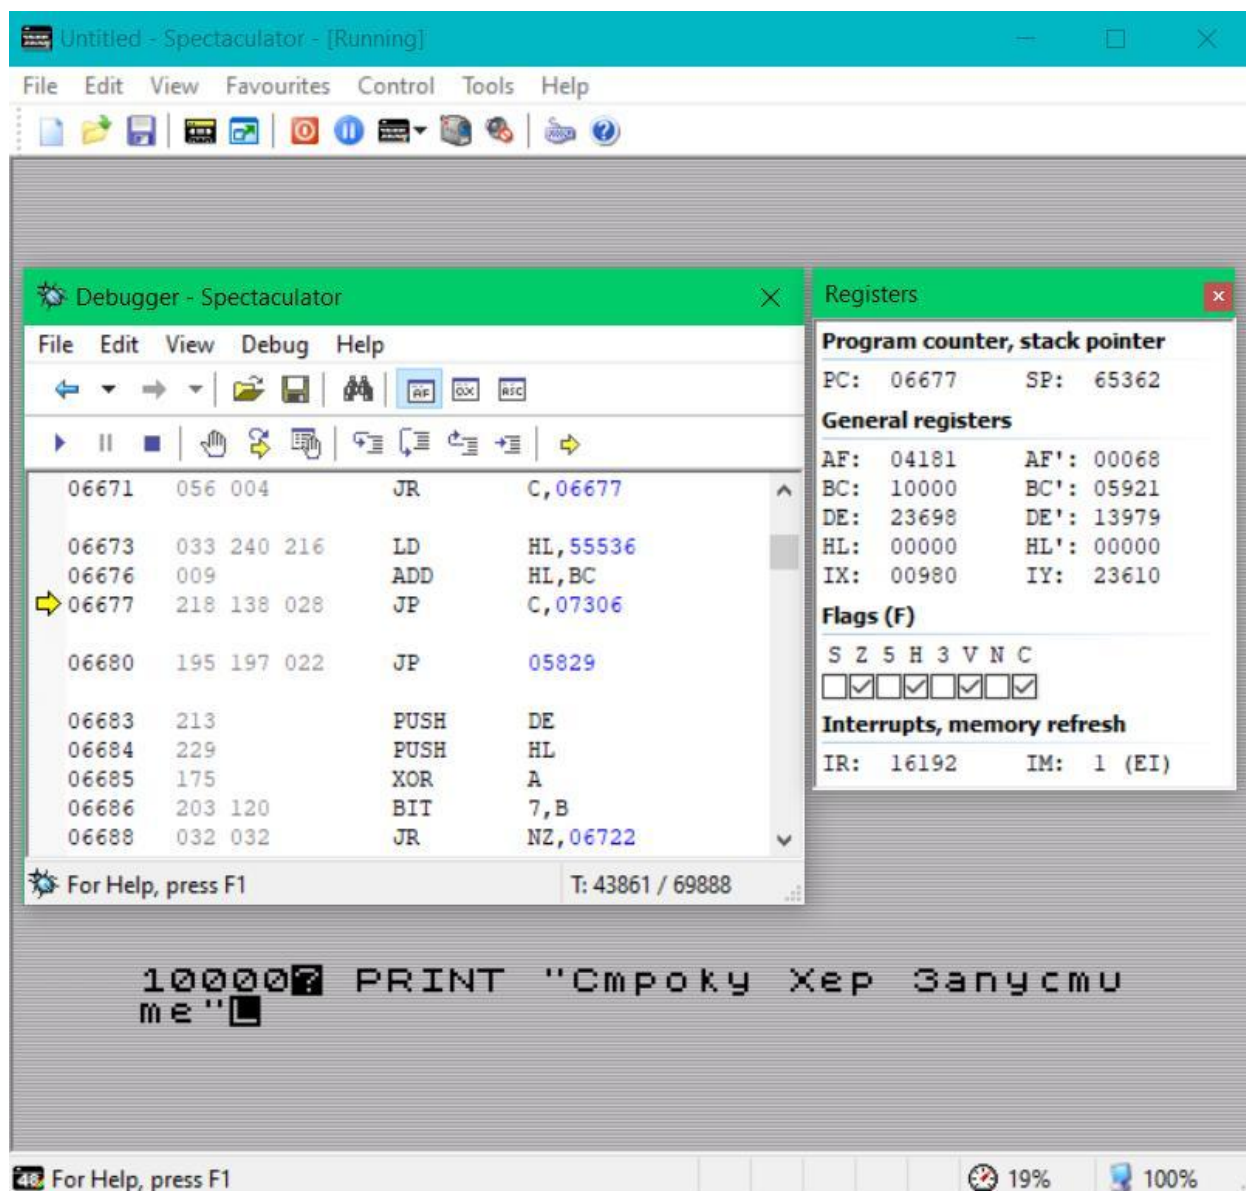 Untitled - Spectaculator - [Running]
File Edit View Favourites Control Tools Help
Debugger - Spectaculator
File Edit View Debug Help
06671 056 004 JR C,06677
06673 033 240 216 LD HL,55536
06676 009 ADD HL,BC
06677 218 138 028 JP C,07306
06680 195 197 022 JP 05829
06683 213 PUSH DE
06684 229 PUSH HL
06685 175 XOR A
06686 203 120 BIT 7,B
06688 032 032 JR NZ,06722
For Help, press F1 T: 43861 / 69888
Registers
Program counter, stack pointer
PC: 06677 SP: 65362
General registers
AF: 04181 AF': 00068
BC: 10000 BC': 05921
DE: 23698 DE': 13979
HL: 00000 HL': 00000
IX: 00980 IY: 23610
Flags (F)
S Z 5 H 3 V N C
Interrupts, memory refresh
IR: 16192 IM: 1 (EI)
10000? PRINT "Строку Хер Запусти
те"L
For Help, press F1 19% 100%